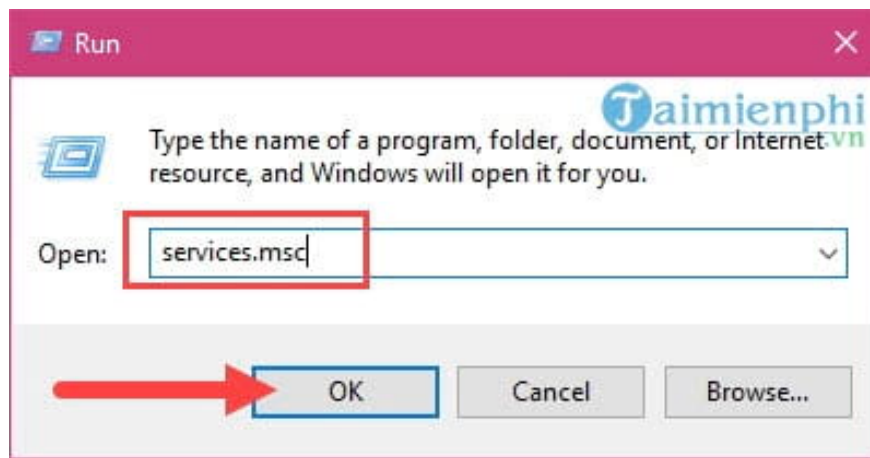 Run
Taimienphi
.vn
Type the name of a program, folder, document, or Internet
resource, and Windows will open it for you.
Open:
services.msc
OK
Cancel
Browse...